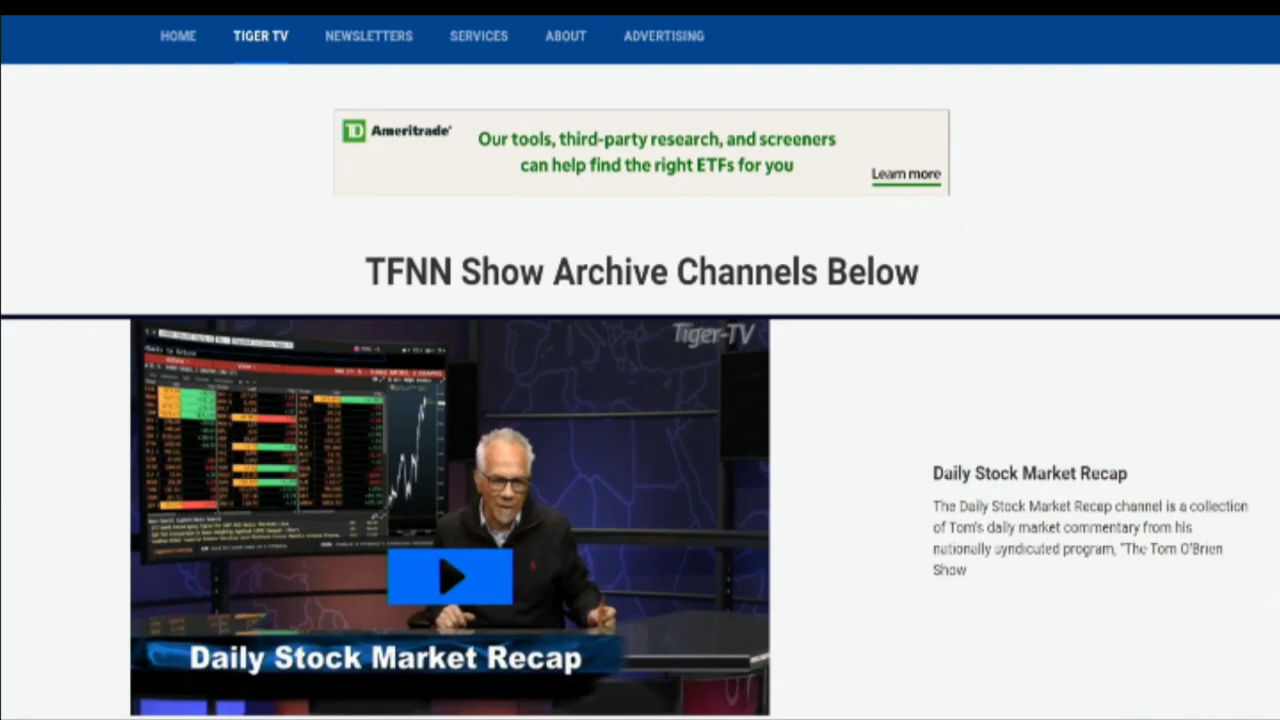 HOME TIGER TV NEWSLETTERS SERVICES ABOUT ADVERTISING
TD Ameritrade
Our tools, third-party research, and screeners
can help find the right ETFs for you
Learn more
TFNN Show Archive Channels Below
Tiger-TV
Daily Stock Market Recap
The Daily Stock Market Recap channel is a collection
of Tom's daily market commentary from his
nationally syndicated program, "The Tom O'Brien
Show
Daily Stock Market Recap